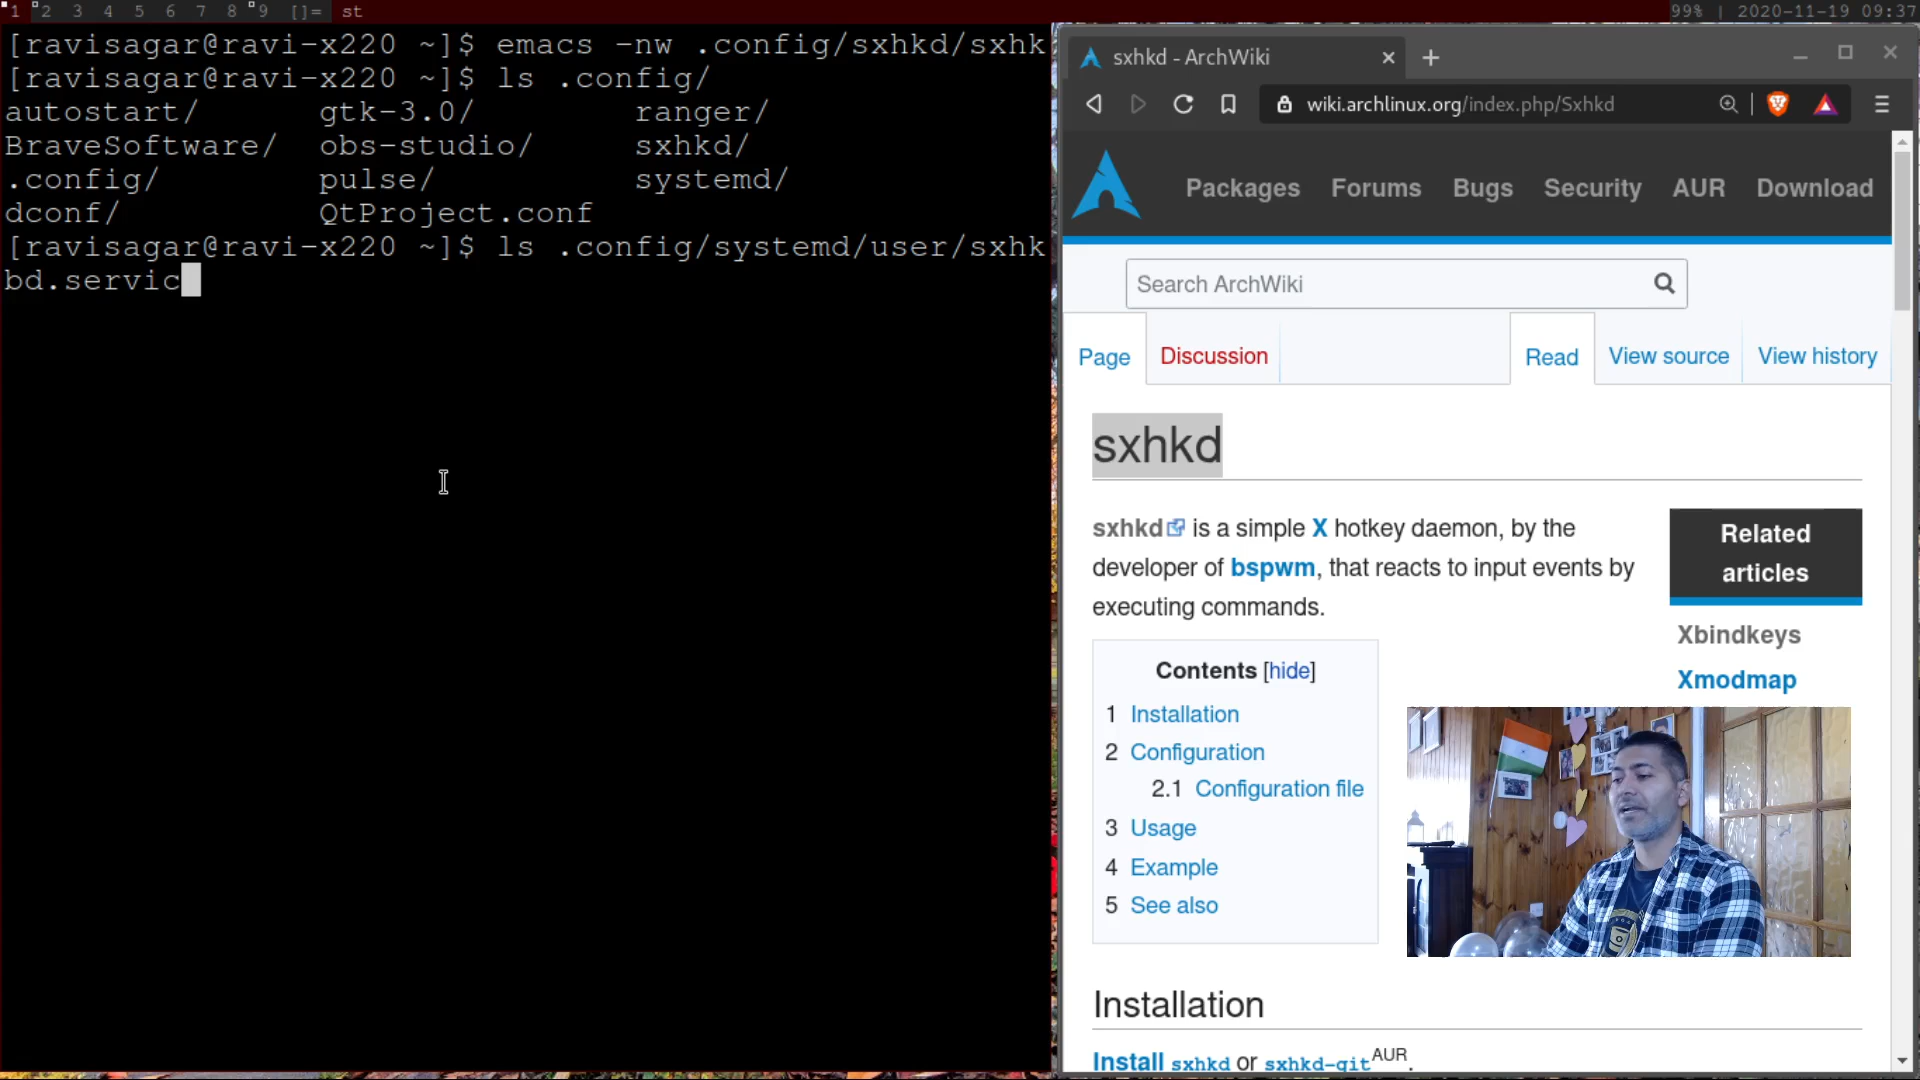 1 2 3 4 5 6 7 8 9 []= st
99% | 2020-11-19 09:37
[ravisagar@ravi-x220 ~]$ emacs -nw .config/sxhkd/sxhk
[ravisagar@ravi-x220 ~]$ ls .config/
autostart/ gtk-3.0/ ranger/
BraveSoftware/ obs-studio/ sxhkd/
.config/ pulse/ systemd/
dconf/ QtProject.conf
[ravisagar@ravi-x220 ~]$ ls .config/systemd/user/sxhk
bd.servic
sxhkd - ArchWiki
wiki.archlinux.org/index.php/Sxhkd
Packages Forums Bugs Security AUR Download
Search ArchWiki
Page Discussion Read View source View history
sxhkd
sxhkd is a simple X hotkey daemon, by the
developer of bspwm, that reacts to input events by
executing commands.
Related
articles
Xbindkeys
Xmodmap
Contents [hide]
1 Installation
2 Configuration
2.1 Configuration file
3 Usage
4 Example
5 See also
Installation
Install sxhkd or sxhkd-git AUR.